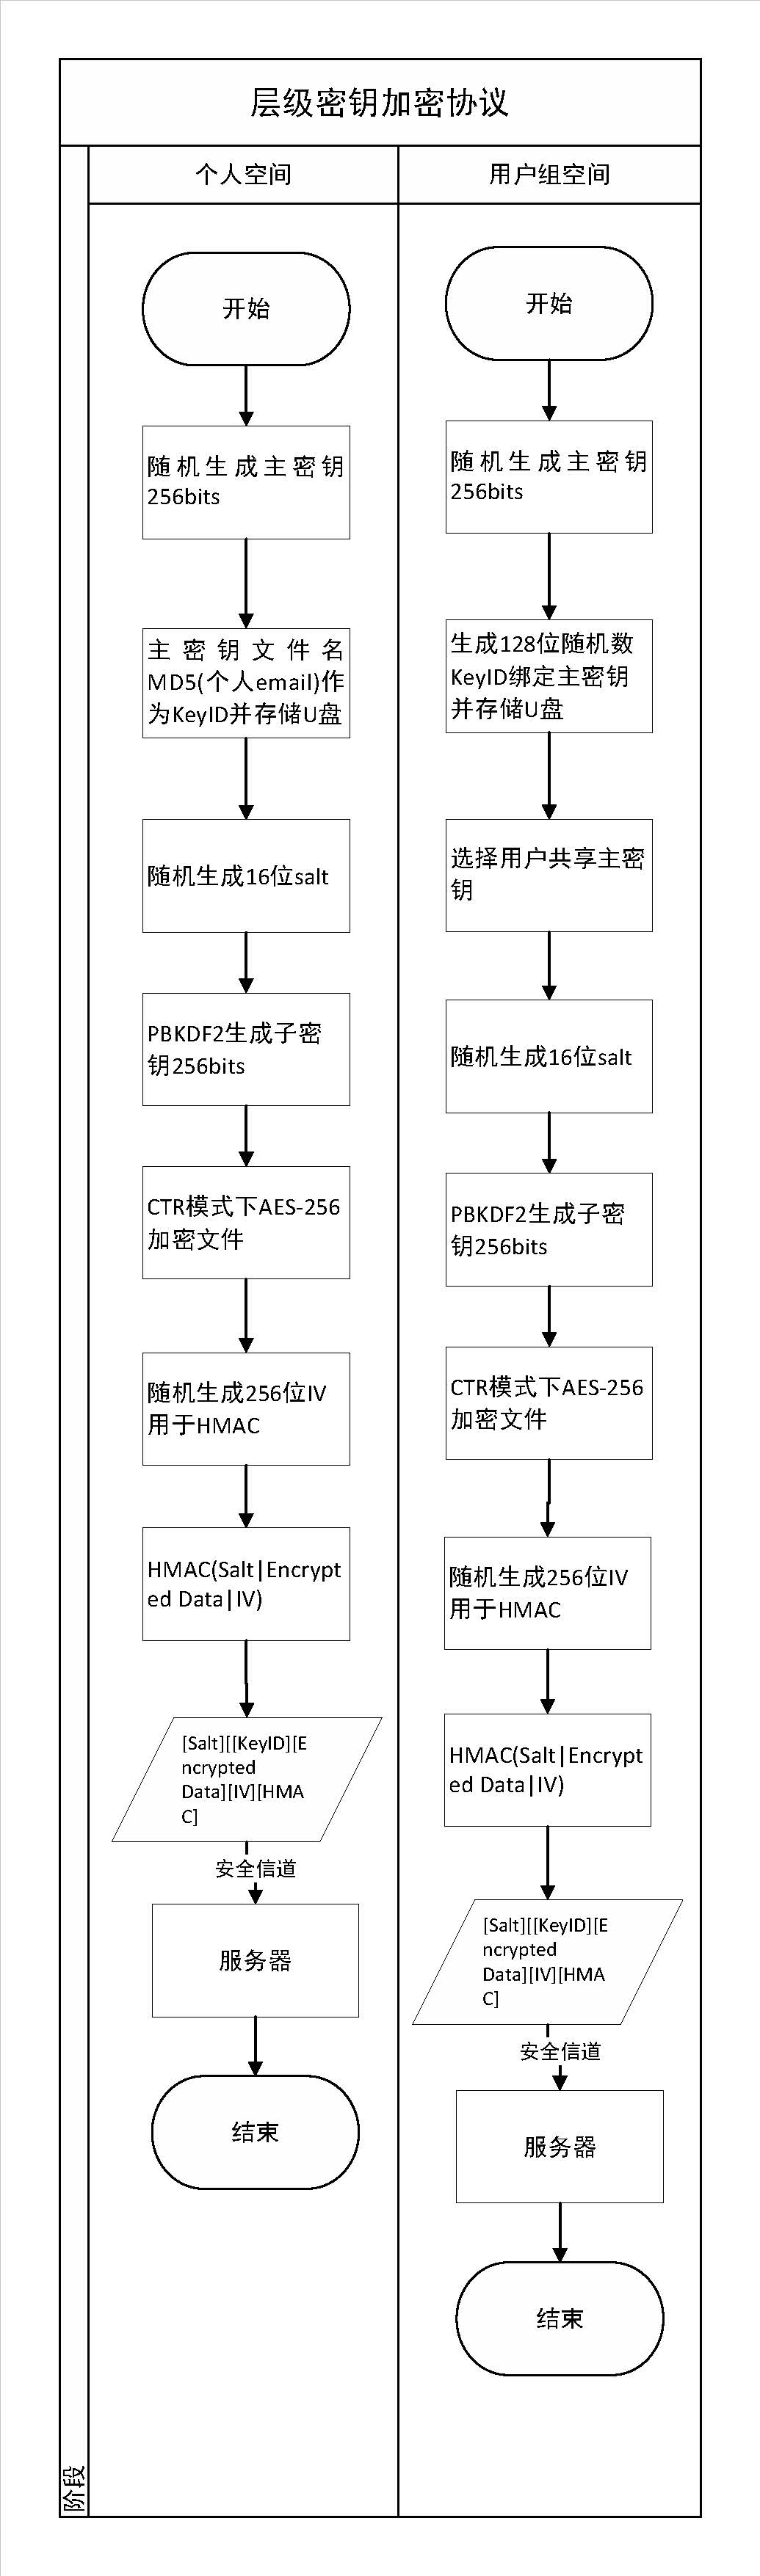 层级密钥加密协议
个人空间
用户组空间
开始
随机生成主密钥
256bits
主密钥文件名
MD5(个人email)作
为KeyID并存储U盘
随机生成16位salt
PBKDF2生成子密
钥256bits
CTR模式下AES-256
加密文件
随机生成256位IV
用于HMAC
HMAC(Salt|Encrypt
ed Data|IV)
[Salt][[KeyID][E
ncrypted
Data][IV][HMA
C]
安全信道
服务器
结束
开始
随机生成主密钥
256bits
生成128位随机数
KeyID绑定主密钥
并存储U盘
选择用户共享主密
钥
随机生成16位salt
PBKDF2生成子密
钥256bits
CTR模式下AES-256
加密文件
随机生成256位IV
用于HMAC
HMAC(Salt|Encrypt
ed Data|IV)
[Salt][[KeyID][E
ncrypted
Data][IV][HMA
C]
安全信道
服务器
结束
阶段